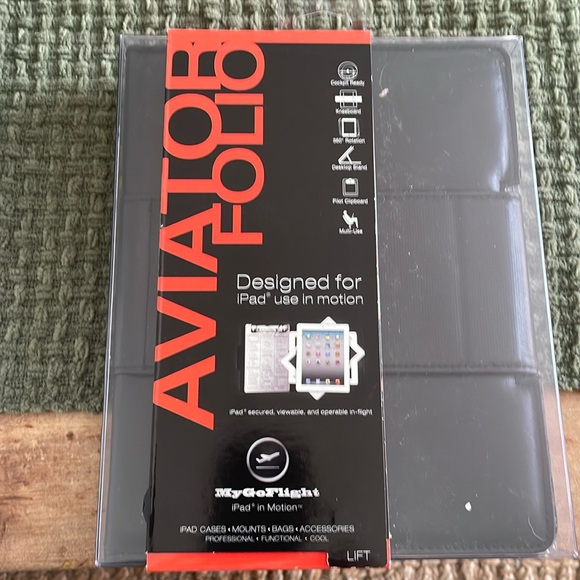 AVIATOR
FOLIO
Cockpit Ready
Kneeboard
360° Rotation
Desktop Stand
Pilot Clipboard
Multi-Use
Designed for
iPad® use in motion
iPad® secured, viewable, and operable in-flight
MyGoFlight
iPad® in Motion™
iPAD CASES • MOUNTS • BAGS • ACCESSORIES
PROFESSIONAL • FUNCTIONAL • COOL
LIFT